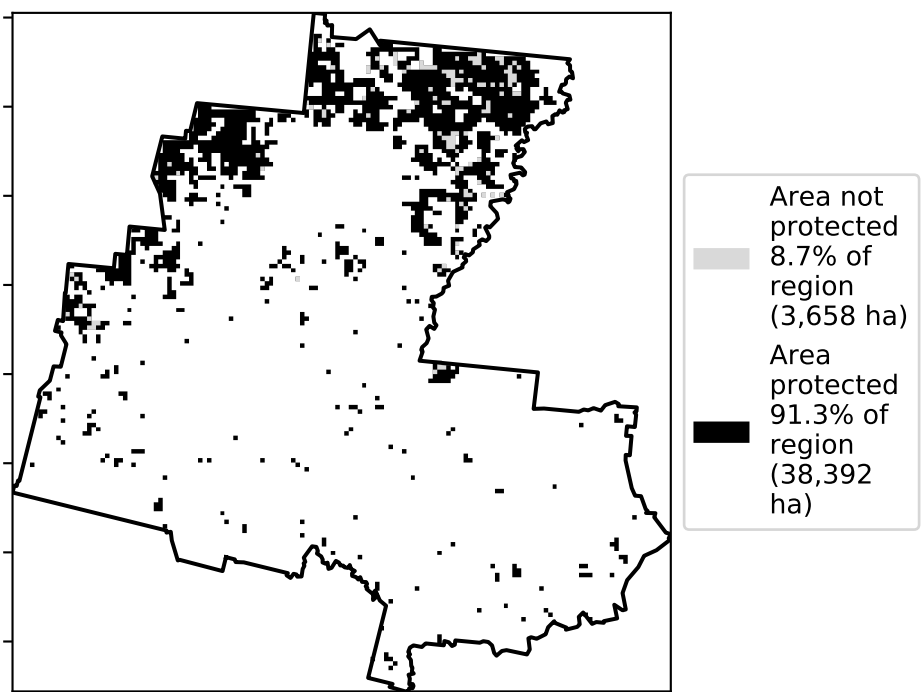 Area not
protected
8.7% of
region
(3,658 ha)
Area
protected
91.3% of
region
(38,392
ha)